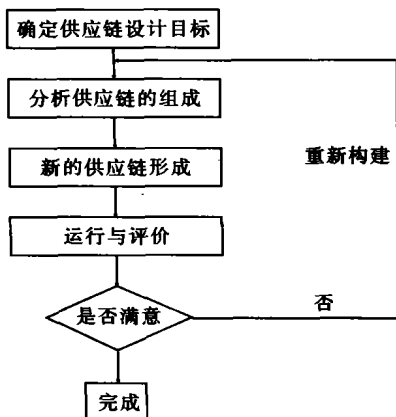 确定供应链设计目标
分析供应链的组成
重新构建
新的供应链形成
运行与评价
是否满意
否
完成